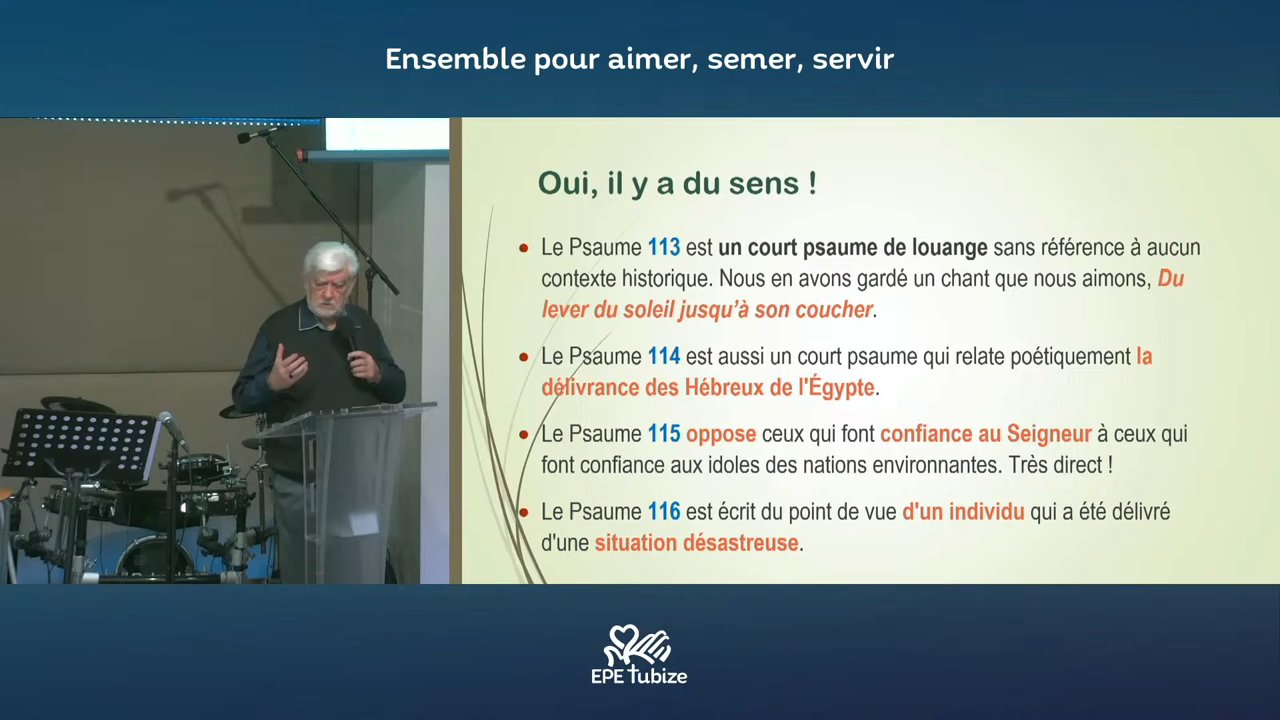 Ensemble pour aimer, semer, servir
Oui, il y a du sens !
• Le Psaume 113 est un court psaume de louange sans référence à aucun
contexte historique. Nous en avons gardé un chant que nous aimons, Du
lever du soleil jusqu’à son coucher.
• Le Psaume 114 est aussi un court psaume qui relate poétiquement la
délivrance des Hébreux de l'Égypte.
• Le Psaume 115 oppose ceux qui font confiance au Seigneur à ceux qui
font confiance aux idoles des nations environnantes. Très direct !
• Le Psaume 116 est écrit du point de vue d'un individu qui a été délivré
d'une situation désastreuse.
EPE Tubize